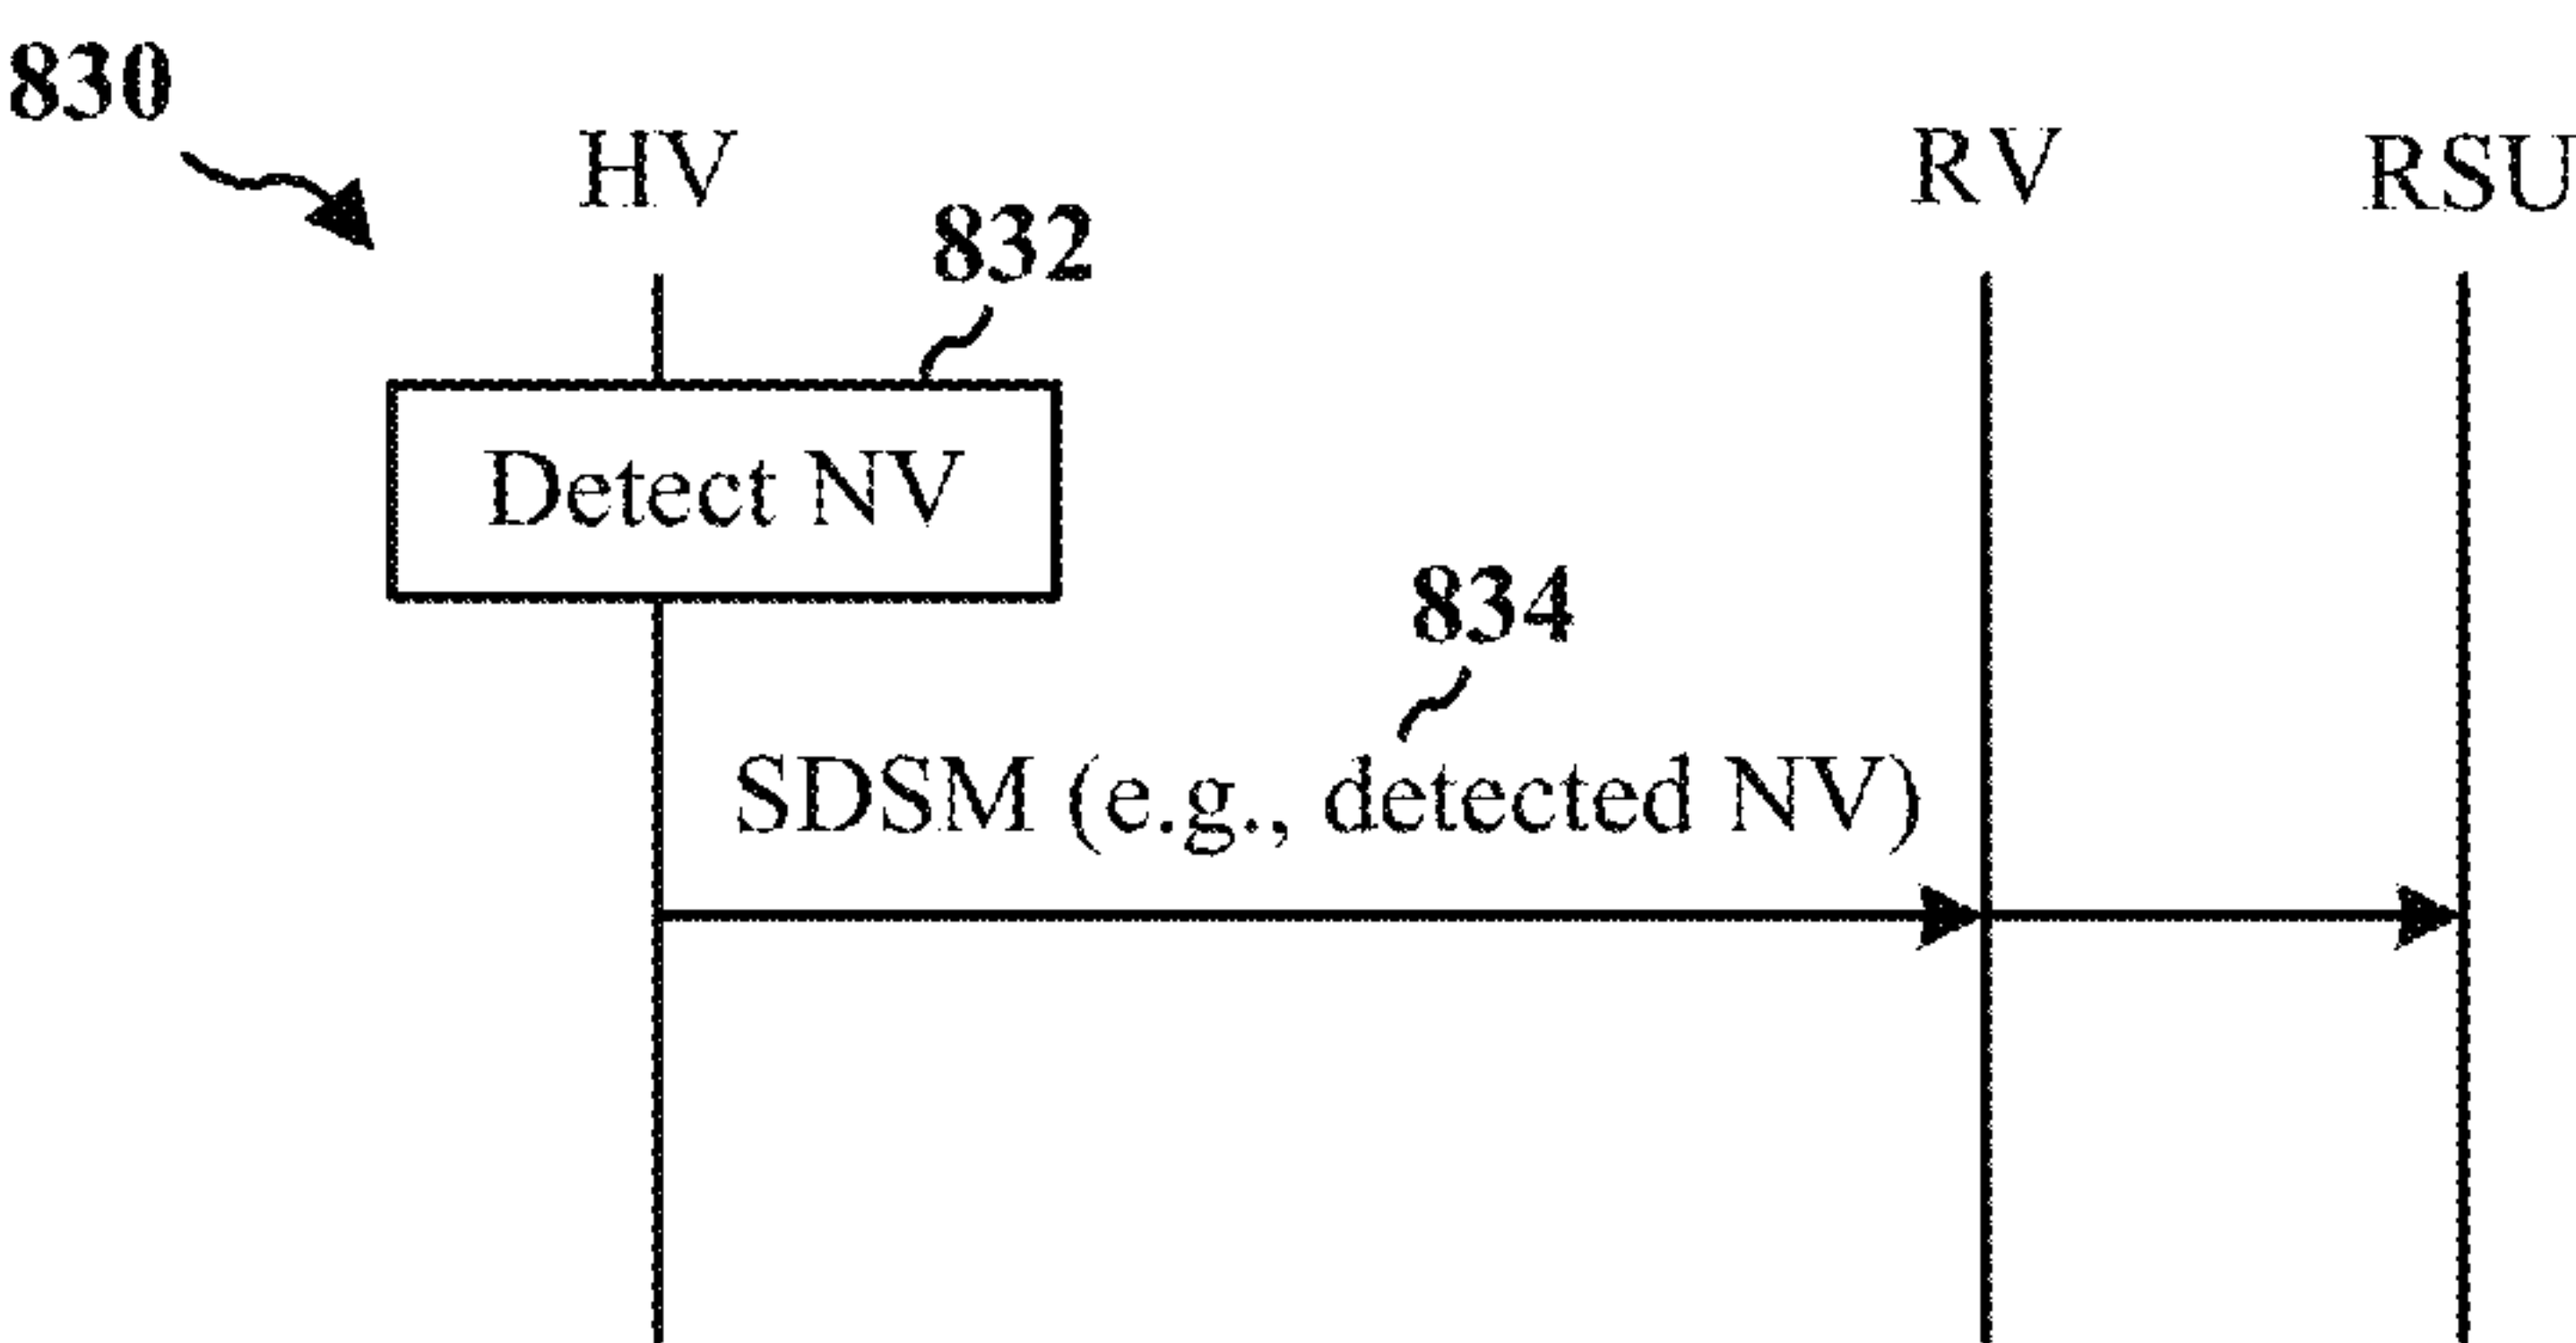 830
HV
RV
RSU
832
Detect NV
834
SDSM (e.g., detected NV)